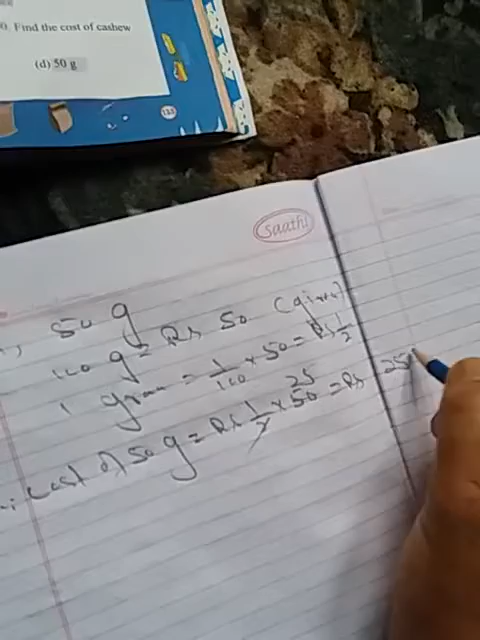 0. Find the cost of cashew
(d) 50 g
133
saathi
50 g
100 g = Rs 50 (given)
1 gram = 1/100 × 50 = Rs 1/2
25
∴ Cost of 50 g = Rs 1/2 × 50 = Rs 25